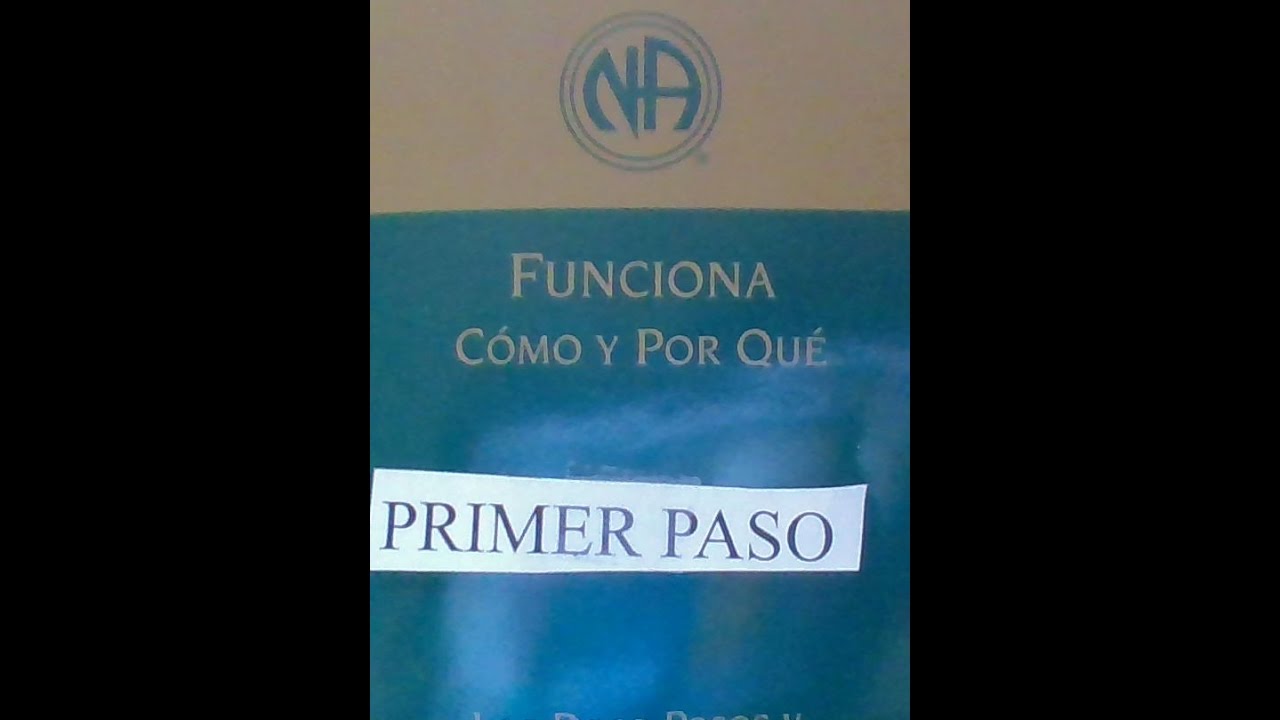 NA
FUNCIONA
CÓMO Y POR QUÉ
PRIMER PASO